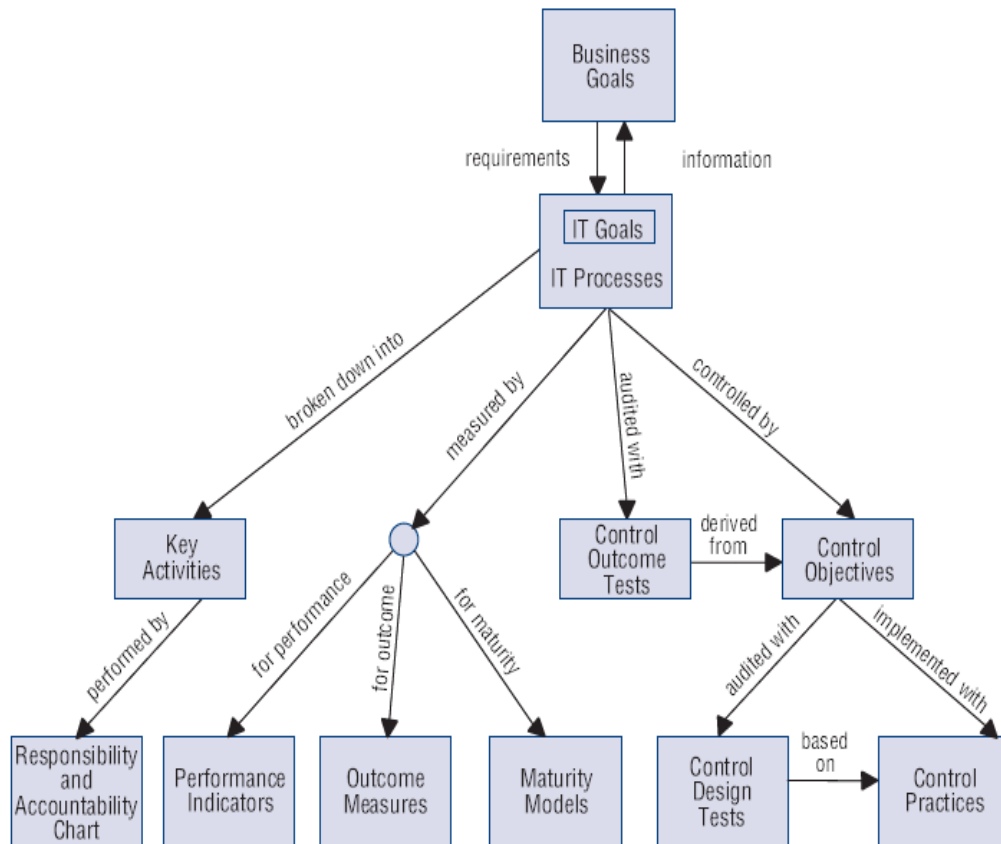 Business
Goals
requirements
information
IT Goals
IT Processes
broken down into
measured by
audited with
controlled by
Key
Activities
Control
Outcome
Tests
derived
from
Control
Objectives
performed by
for performance
for outcome
for maturity
audited with
implemented with
Responsibility
and
Accountability
Chart
Performance
Indicators
Outcome
Measures
Maturity
Models
Control
Design
Tests
based
on
Control
Practices